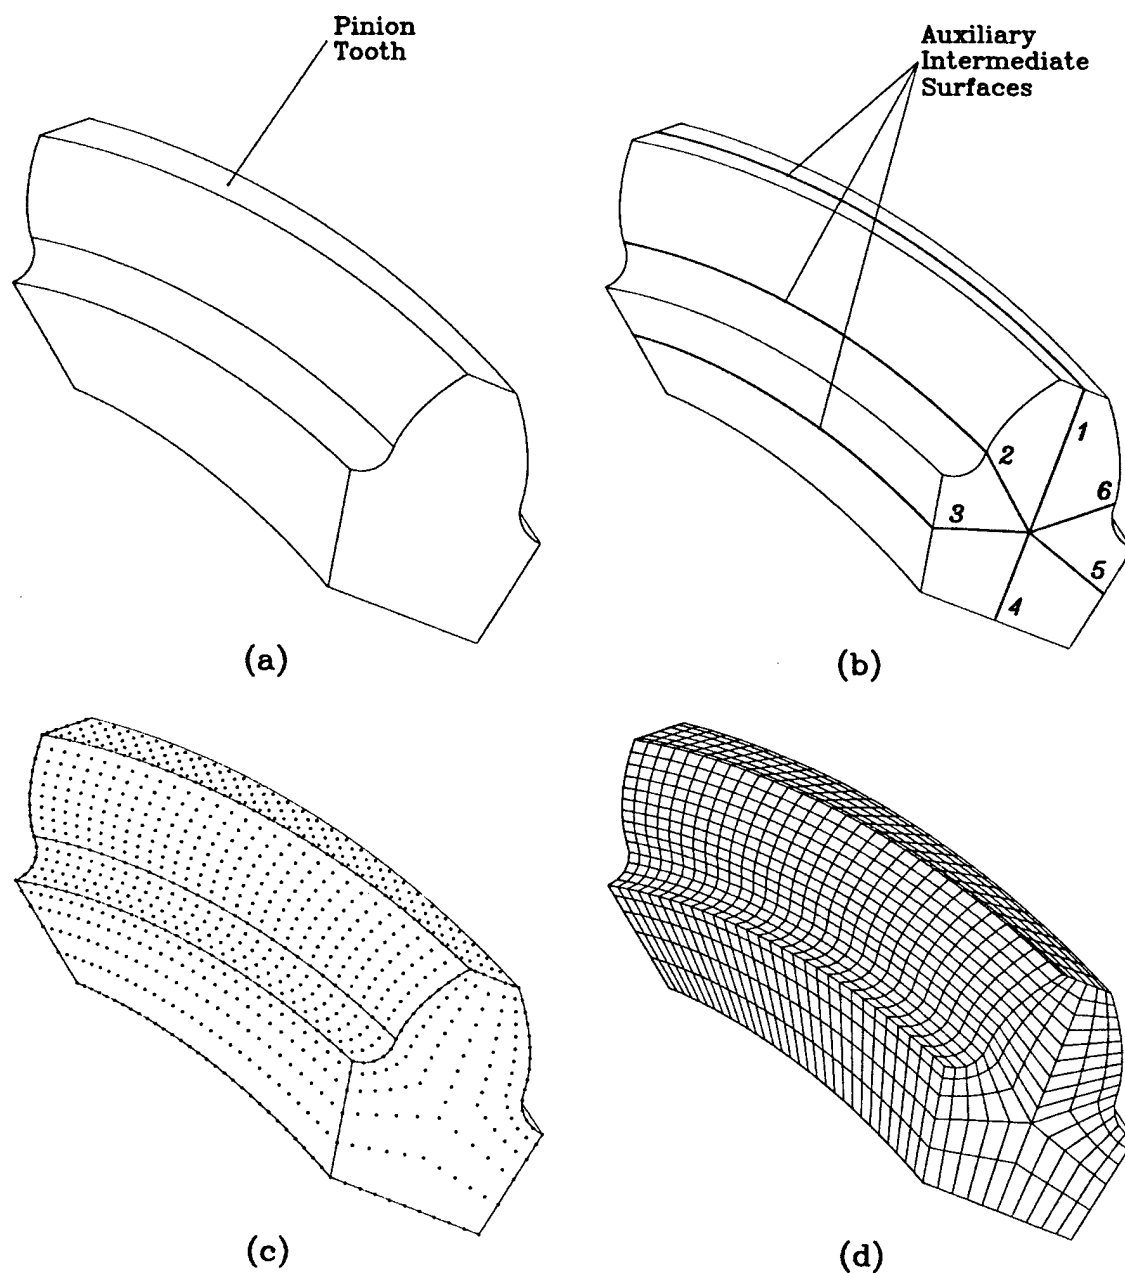 Pinion
Tooth
Auxiliary
Intermediate
Surfaces
1
2
6
3
5
4
(a)
(b)
(c)
(d)